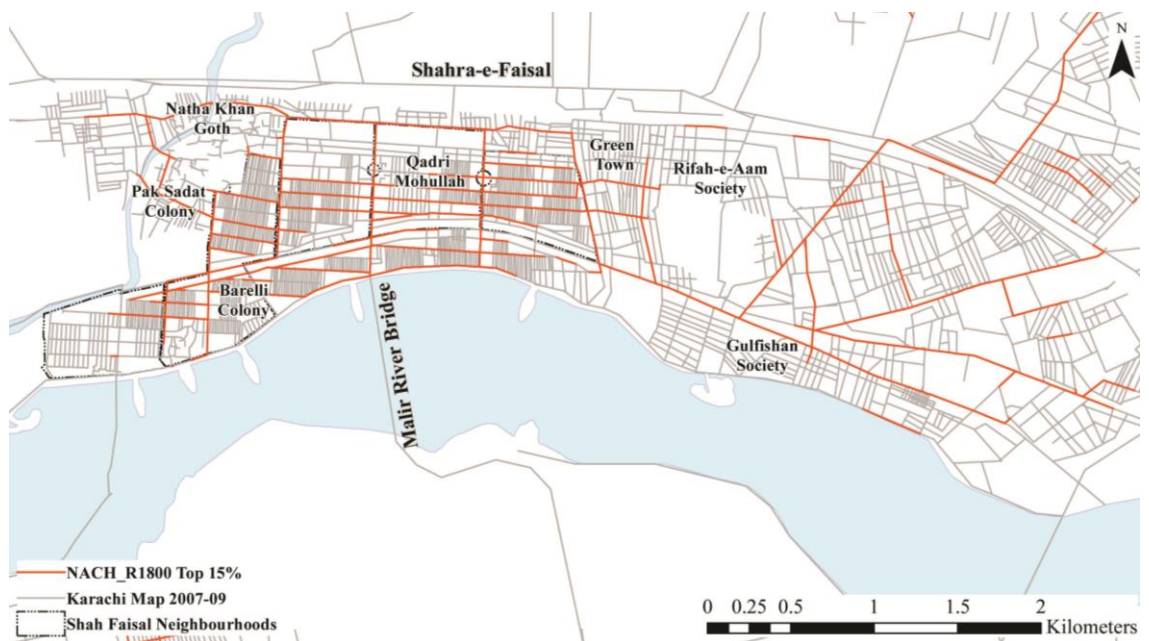 Shahra-e-Faisal
N
Natha Khan
Goth
Qadri
Mohullah
Green
Town
Rifah-e-Aam
Society
Pak Sadat
Colony
Barelli
Colony
Malir River Bridge
Gulfishan
Society
NACH_R1800 Top 15%
Karachi Map 2007-09
Shah Faisal Neighbourhoods
0 0.25 0.5 1 1.5 2
Kilometers